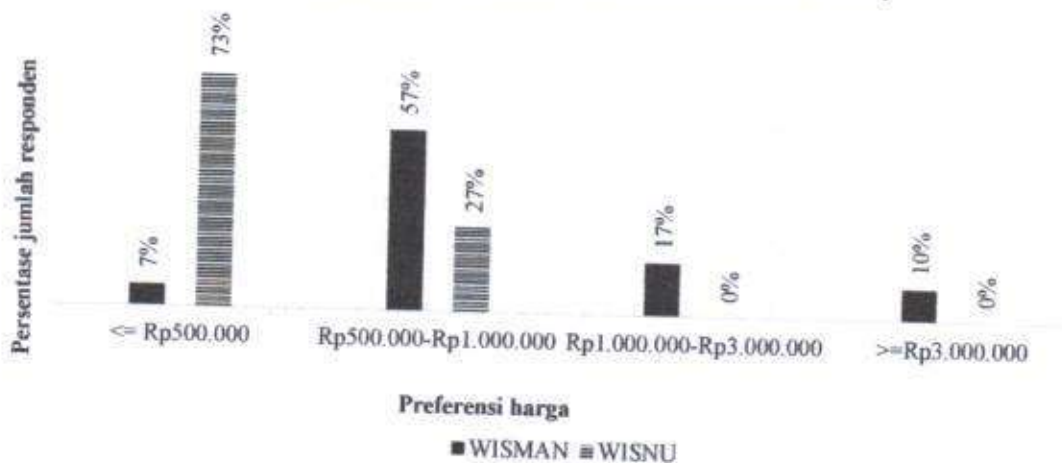 Persentase jumlah responden
7%
73%
57%
27%
17%
0%
10%
0%
<= Rp500.000
Rp500.000-Rp1.000.000
Rp1.000.000-Rp3.000.000
>=Rp3.000.000
Preferensi harga
WISMAN
WISNU